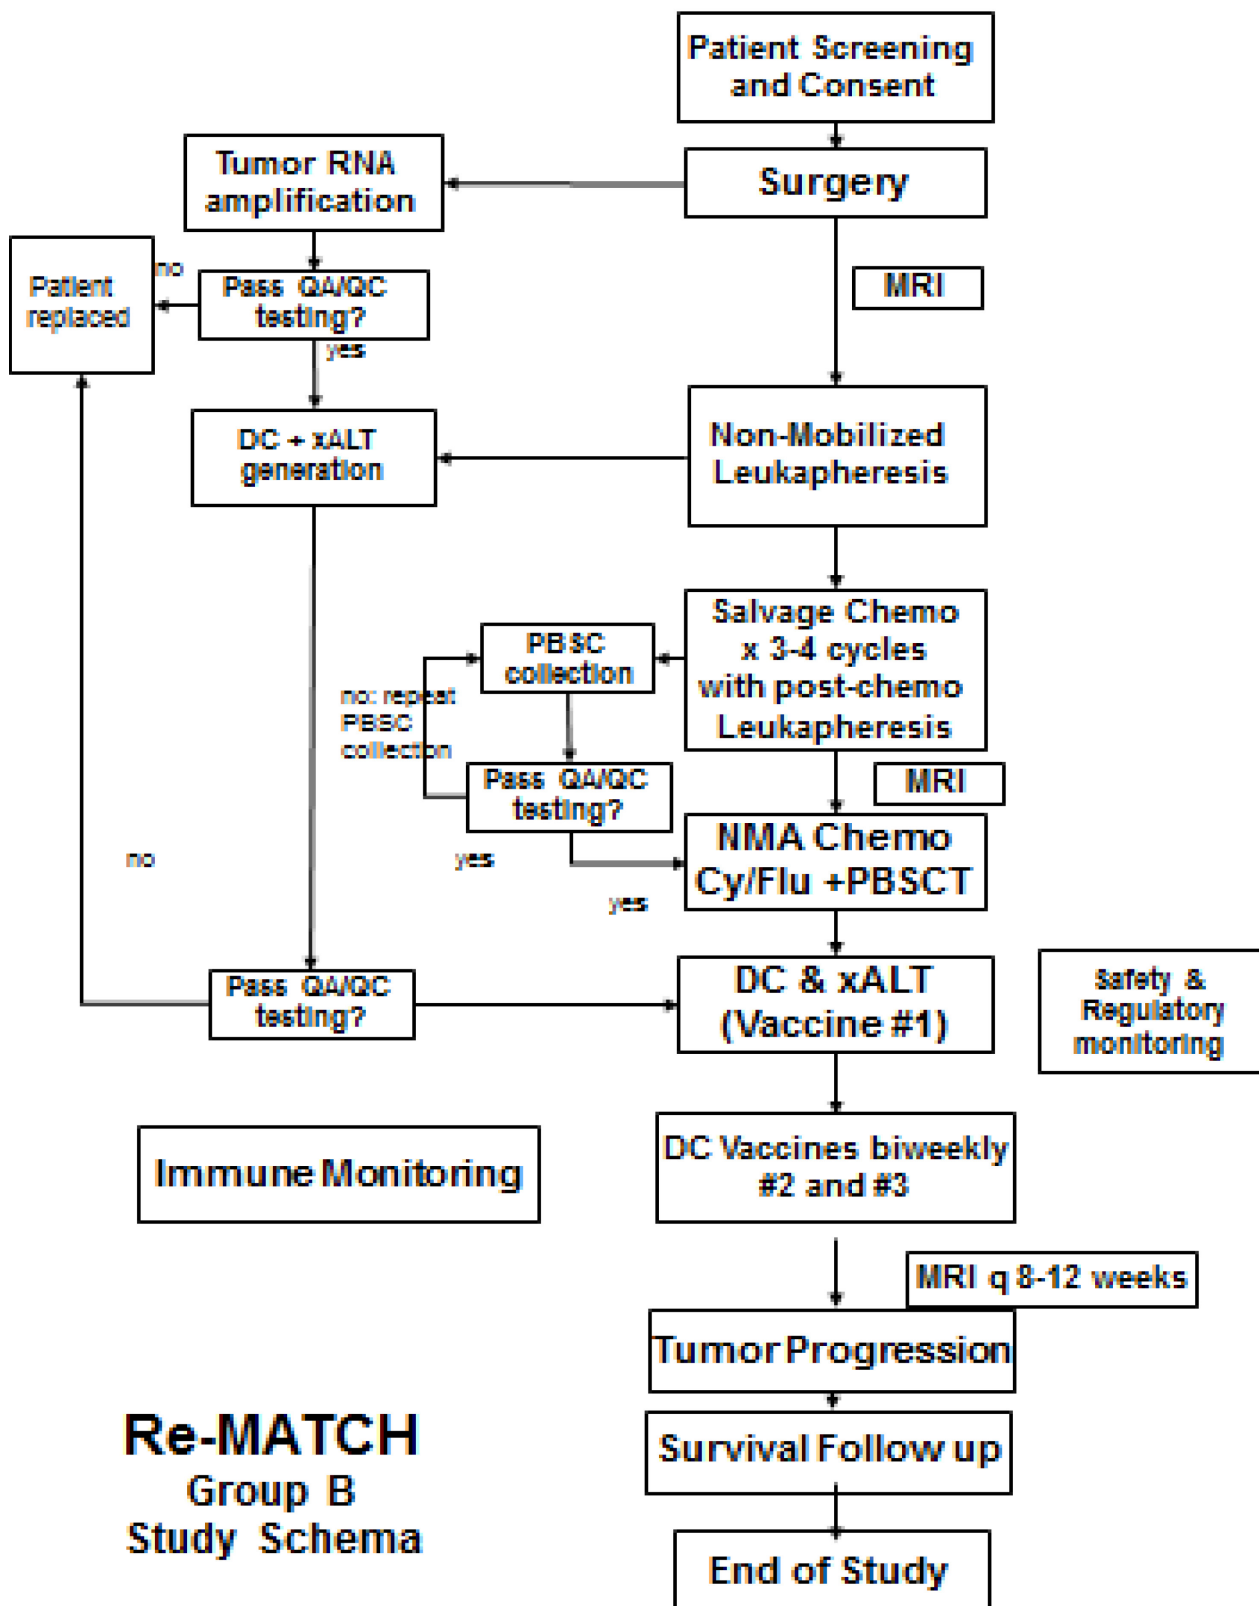 Patient Screening
and Consent
Tumor RNA
amplification
Surgery
no
Patient
replaced
Pass QA/QC
testing?
yes
MRI
DC + xALT
generation
Non-Mobilized
Leukapheresis
PBSC
collection
Salvage Chemo
x 3-4 cycles
with post-chemo
Leukapheresis
no: repeat
PBSC
collection
Pass QA/QC
testing?
MRI
NMA Chemo
Cy/Flu +PBSCT
no
yes
yes
Pass QA/QC
testing?
DC & xALT
(Vaccine #1)
Safety &
Regulatory
monitoring
Immune Monitoring
DC Vaccines biweekly
#2 and #3
MRI q 8-12 weeks
Tumor Progression
Re-MATCH
Group B
Study Schema
Survival Follow up
End of Study